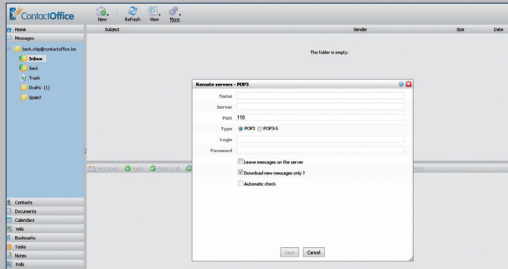 ContactOffice
New Refresh View More
Home
Messages
Inbox
Sent
Trash
Drafts (1)
Spam?
Subject Sender Size Date
The folder is empty.
Remote servers - POP3
Name
Server
Port 110
Type POP3 POP3-S
Login
Password
Leave messages on the server
Download new messages only ?
Automatic check
Save Cancel
Contacts
Documents
Calendars
Wiki
Bookmarks
Tasks
Notes
Polls